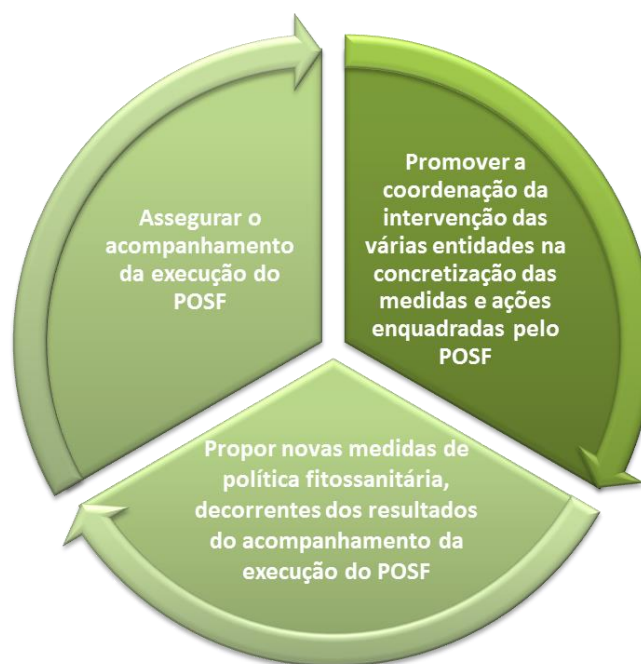 Promover a
coordenação da
intervenção das
várias entidades na
concretização das
medidas e ações
enquadradas pelo
POSF
Propor novas medidas de
política fitossanitária,
decorrentes dos resultados
do acompanhamento da
execução do POSF
Assegurar o
acompanhamento
da execução do
POSF